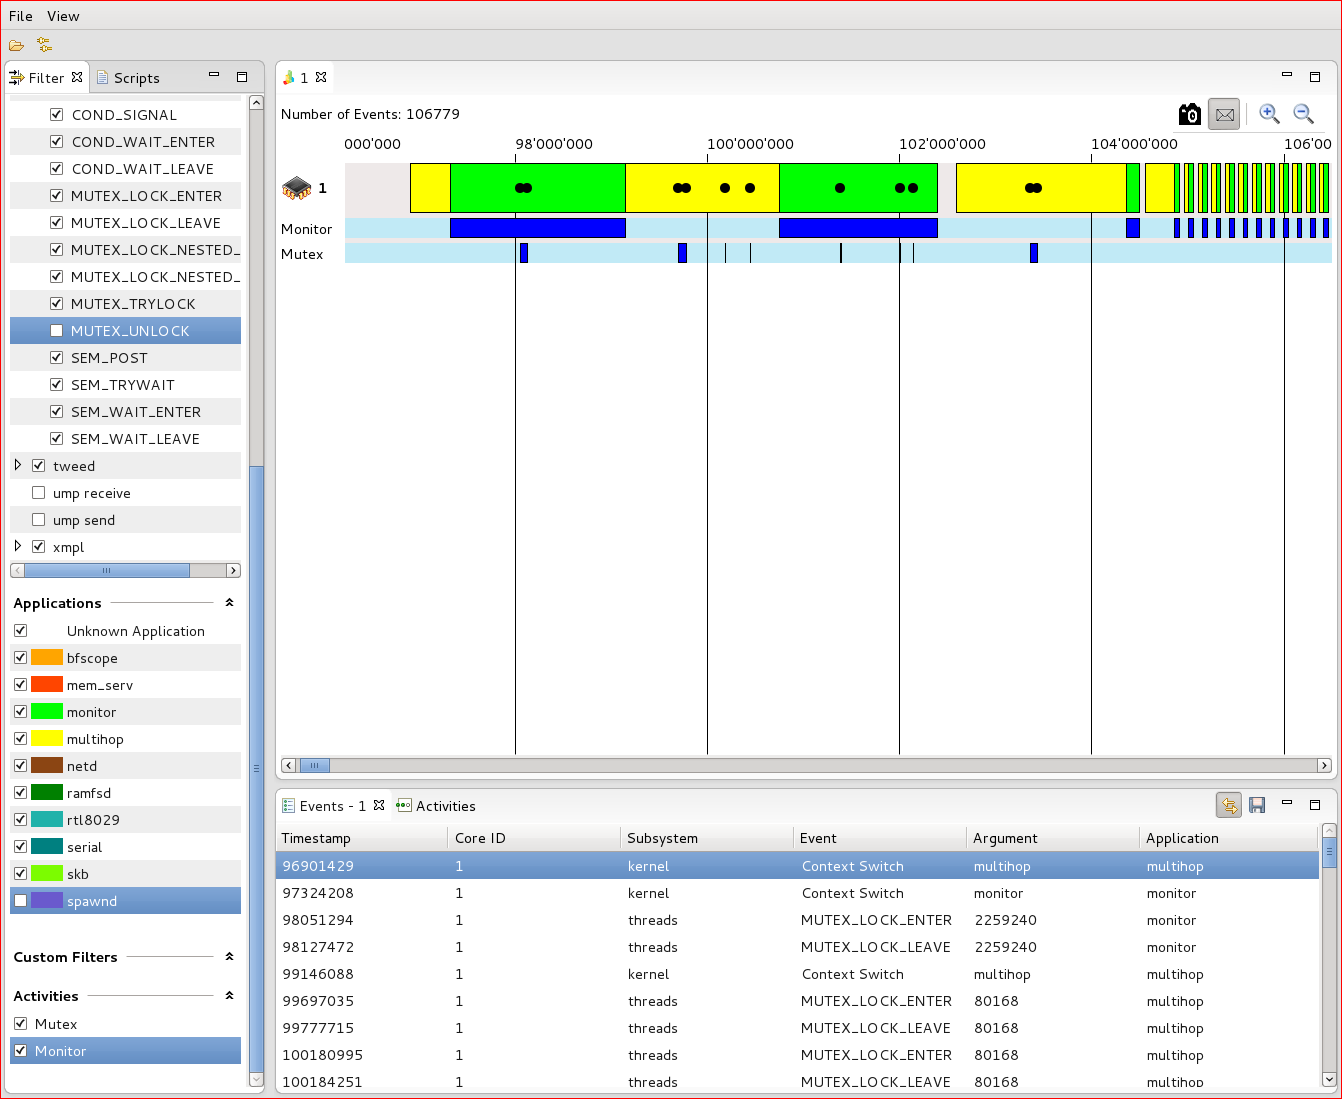 File View
Filter Scripts
COND_SIGNAL
COND_WAIT_ENTER
COND_WAIT_LEAVE
MUTEX_LOCK_ENTER
MUTEX_LOCK_LEAVE
MUTEX_LOCK_NESTED_
MUTEX_LOCK_NESTED_
MUTEX_TRYLOCK
MUTEX_UNLOCK
SEM_POST
SEM_TRYWAIT
SEM_WAIT_ENTER
SEM_WAIT_LEAVE
tweed
ump receive
ump send
xmpl
Applications
Unknown Application
bfscope
mem_serv
monitor
multihop
netd
ramfsd
rtl8029
serial
skb
spawnd
Custom Filters
Activities
Mutex
Monitor
1
Number of Events: 106779
000'000 98'000'000 100'000'000 102'000'000 104'000'000 106'00
1
Monitor
Mutex
Events - 1 Activities
Timestamp Core ID Subsystem Event Argument Application
96901429 1 kernel Context Switch multihop multihop
97324208 1 kernel Context Switch monitor monitor
98051294 1 threads MUTEX_LOCK_ENTER 2259240 monitor
98127472 1 threads MUTEX_LOCK_LEAVE 2259240 monitor
99146088 1 kernel Context Switch multihop multihop
99697035 1 threads MUTEX_LOCK_ENTER 80168 multihop
99777715 1 threads MUTEX_LOCK_LEAVE 80168 multihop
100180995 1 threads MUTEX_LOCK_ENTER 80168 multihop
100184251 1 threads MUTEX_LOCK_LEAVE 80168 multihop